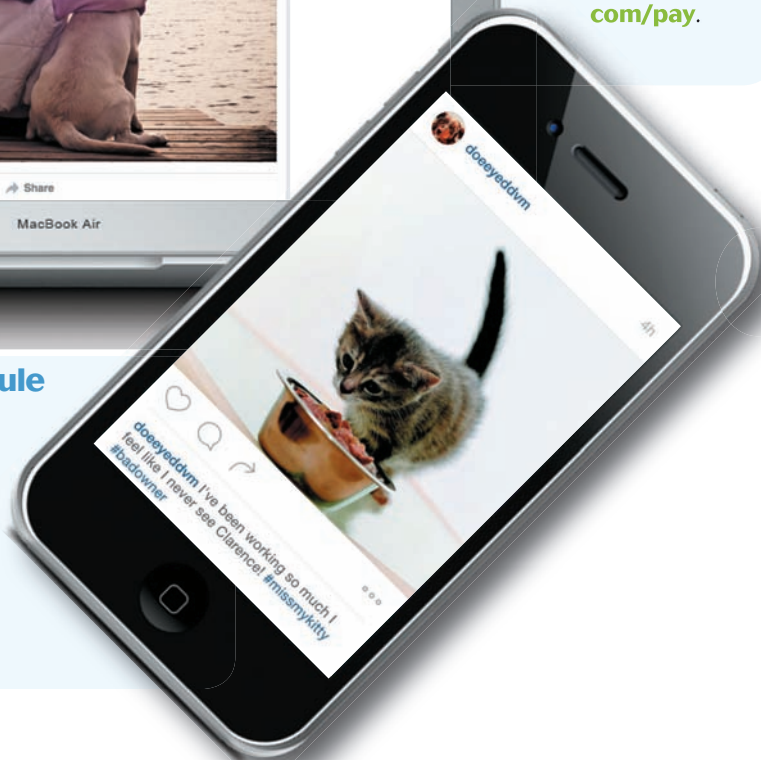 com/pay.
Share
MacBook Air
ule
doeeyeddvm
4h
doeeyeddvm I've been working so much I
feel like I never see Clarence! #missmykitty
#badowner